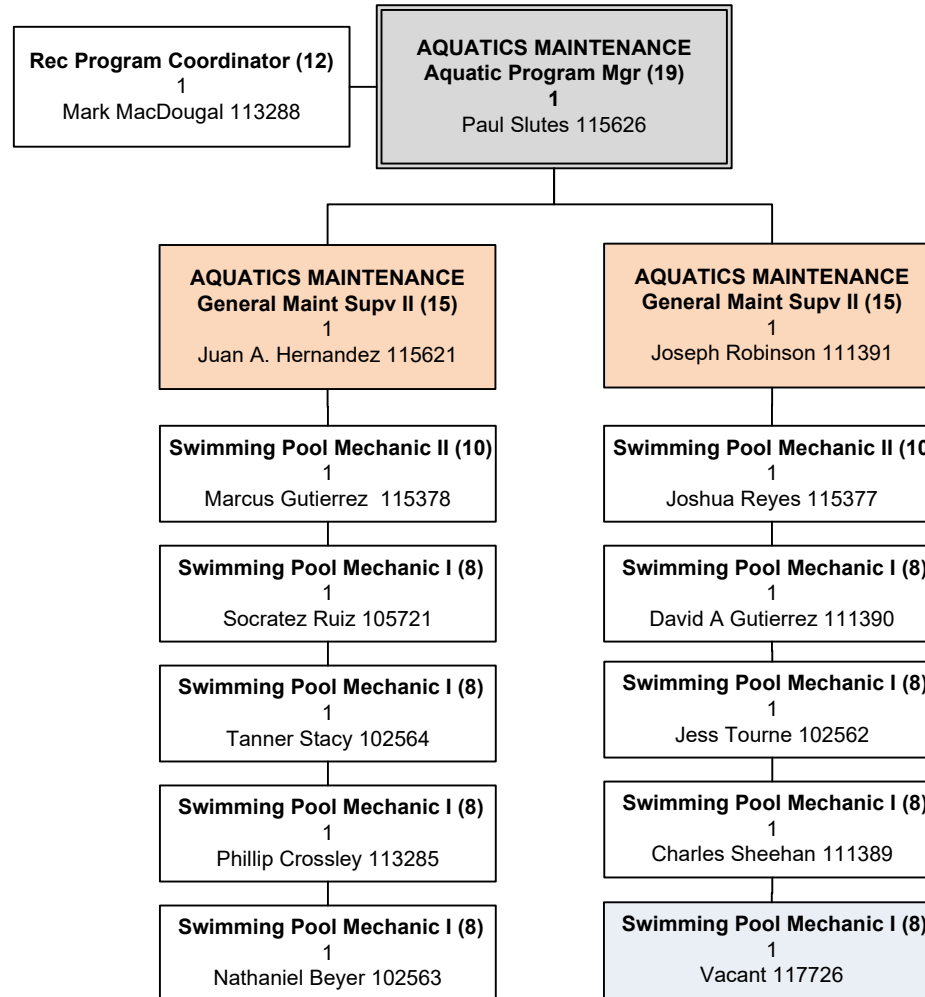 Rec Program Coordinator (12)
1
Mark MacDougal 113288
AQUATICS MAINTENANCE
Aquatic Program Mgr (19)
1
Paul Slutes 115626
AQUATICS MAINTENANCE
General Maint Supv II (15)
1
Juan A. Hernandez 115621
Swimming Pool Mechanic II (10)
1
Marcus Gutierrez 115378
Swimming Pool Mechanic I (8)
1
Socratez Ruiz 105721
Swimming Pool Mechanic I (8)
1
Tanner Stacy 102564
Swimming Pool Mechanic I (8)
1
Phillip Crossley 113285
Swimming Pool Mechanic I (8)
1
Nathaniel Beyer 102563
AQUATICS MAINTENANCE
General Maint Supv II (15)
1
Joseph Robinson 111391
Swimming Pool Mechanic II (10
1
Joshua Reyes 115377
Swimming Pool Mechanic I (8)
1
David A Gutierrez 111390
Swimming Pool Mechanic I (8)
1
Jess Tourne 102562
Swimming Pool Mechanic I (8)
1
Charles Sheehan 111389
Swimming Pool Mechanic I (8)
1
Vacant 117726